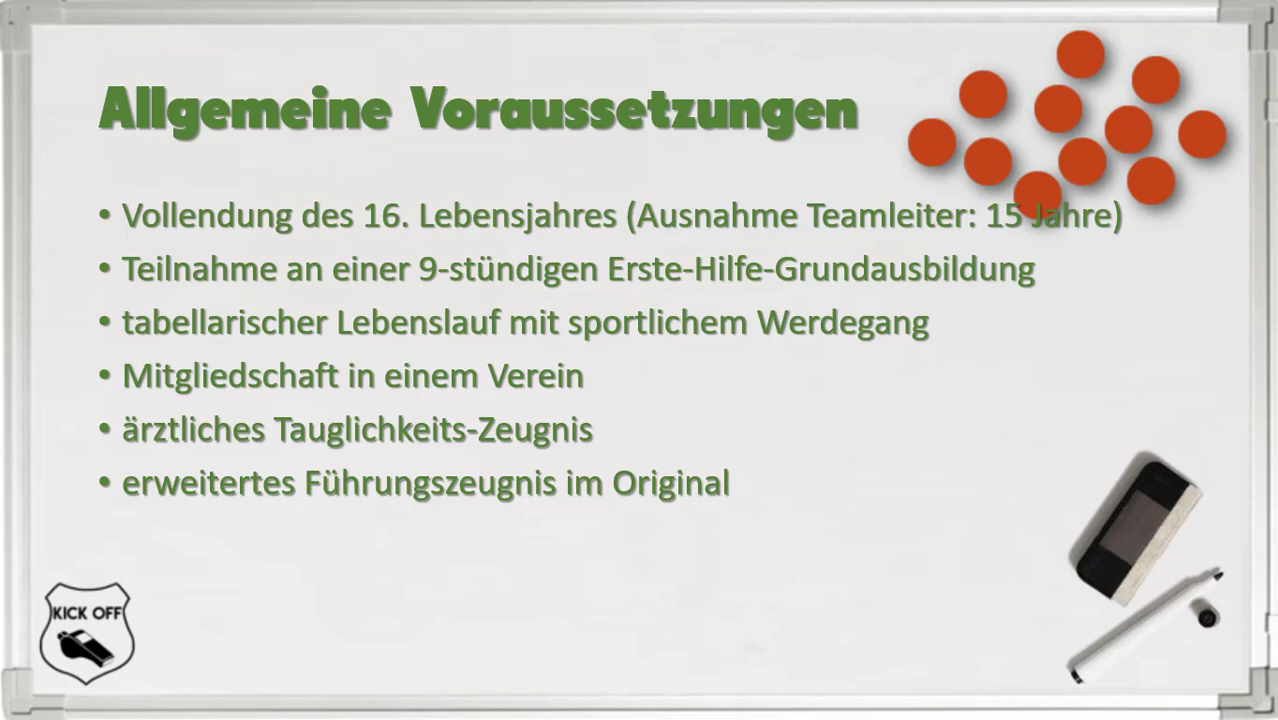 Allgemeine Voraussetzungen
• Vollendung des 16. Lebensjahres (Ausnahme Teamleiter: 15 Jahre)
• Teilnahme an einer 9-stündigen Erste-Hilfe-Grundausbildung
• tabellarischer Lebenslauf mit sportlichem Werdegang
• Mitgliedschaft in einem Verein
• ärztliches Tauglichkeits-Zeugnis
• erweitertes Führungszeugnis im Original
KICK OFF